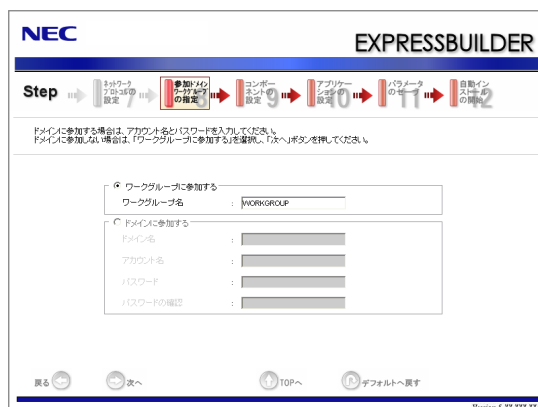 NEC
EXPRESSBUILDER
Step
ネットワーク
プロトコルの
設定 7
参加ドメイン
ワークグループ
の指定 8
コンポー
ネントの
設定 9
アプリケー
ションの
設定 10
パラメータ
のセーブ 11
自動イン
ストール
の開始 12
ドメインに参加する場合は、アカウント名とパスワードを入力してください。
ドメインに参加しない場合は、「ワークグループに参加する」を選択し、「次へ」ボタンを押してください。
ワークグループに参加する
ワークグループ名 : WORKGROUP
ドメインに参加する
ドメイン名 :
アカウント名 :
パスワード :
パスワードの確認 :
戻る
次へ
TOPへ
デフォルトへ戻す